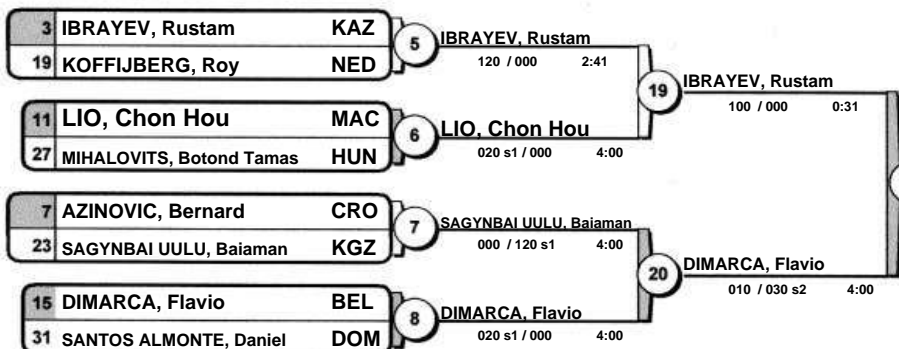 3 IBRAYEV, Rustam KAZ
19 KOFFIJBERG, Roy NED
5
IBRAYEV, Rustam
120 / 000 2:41
11 LIO, Chon Hou MAC
27 MIHALOVITS, Botond Tamas HUN
6
LIO, Chon Hou
020 s1 / 000 4:00
19
IBRAYEV, Rustam
100 / 000 0:31
7 AZINOVIC, Bernard CRO
23 SAGYNBAI UULU, Baiaman KGZ
7
SAGYNBAI UULU, Baiaman
000 / 120 s1 4:00
15 DIMARCA, Flavio BEL
31 SANTOS ALMONTE, Daniel DOM
8
DIMARCA, Flavio
020 s1 / 000 4:00
20
DIMARCA, Flavio
010 / 030 s2 4:00